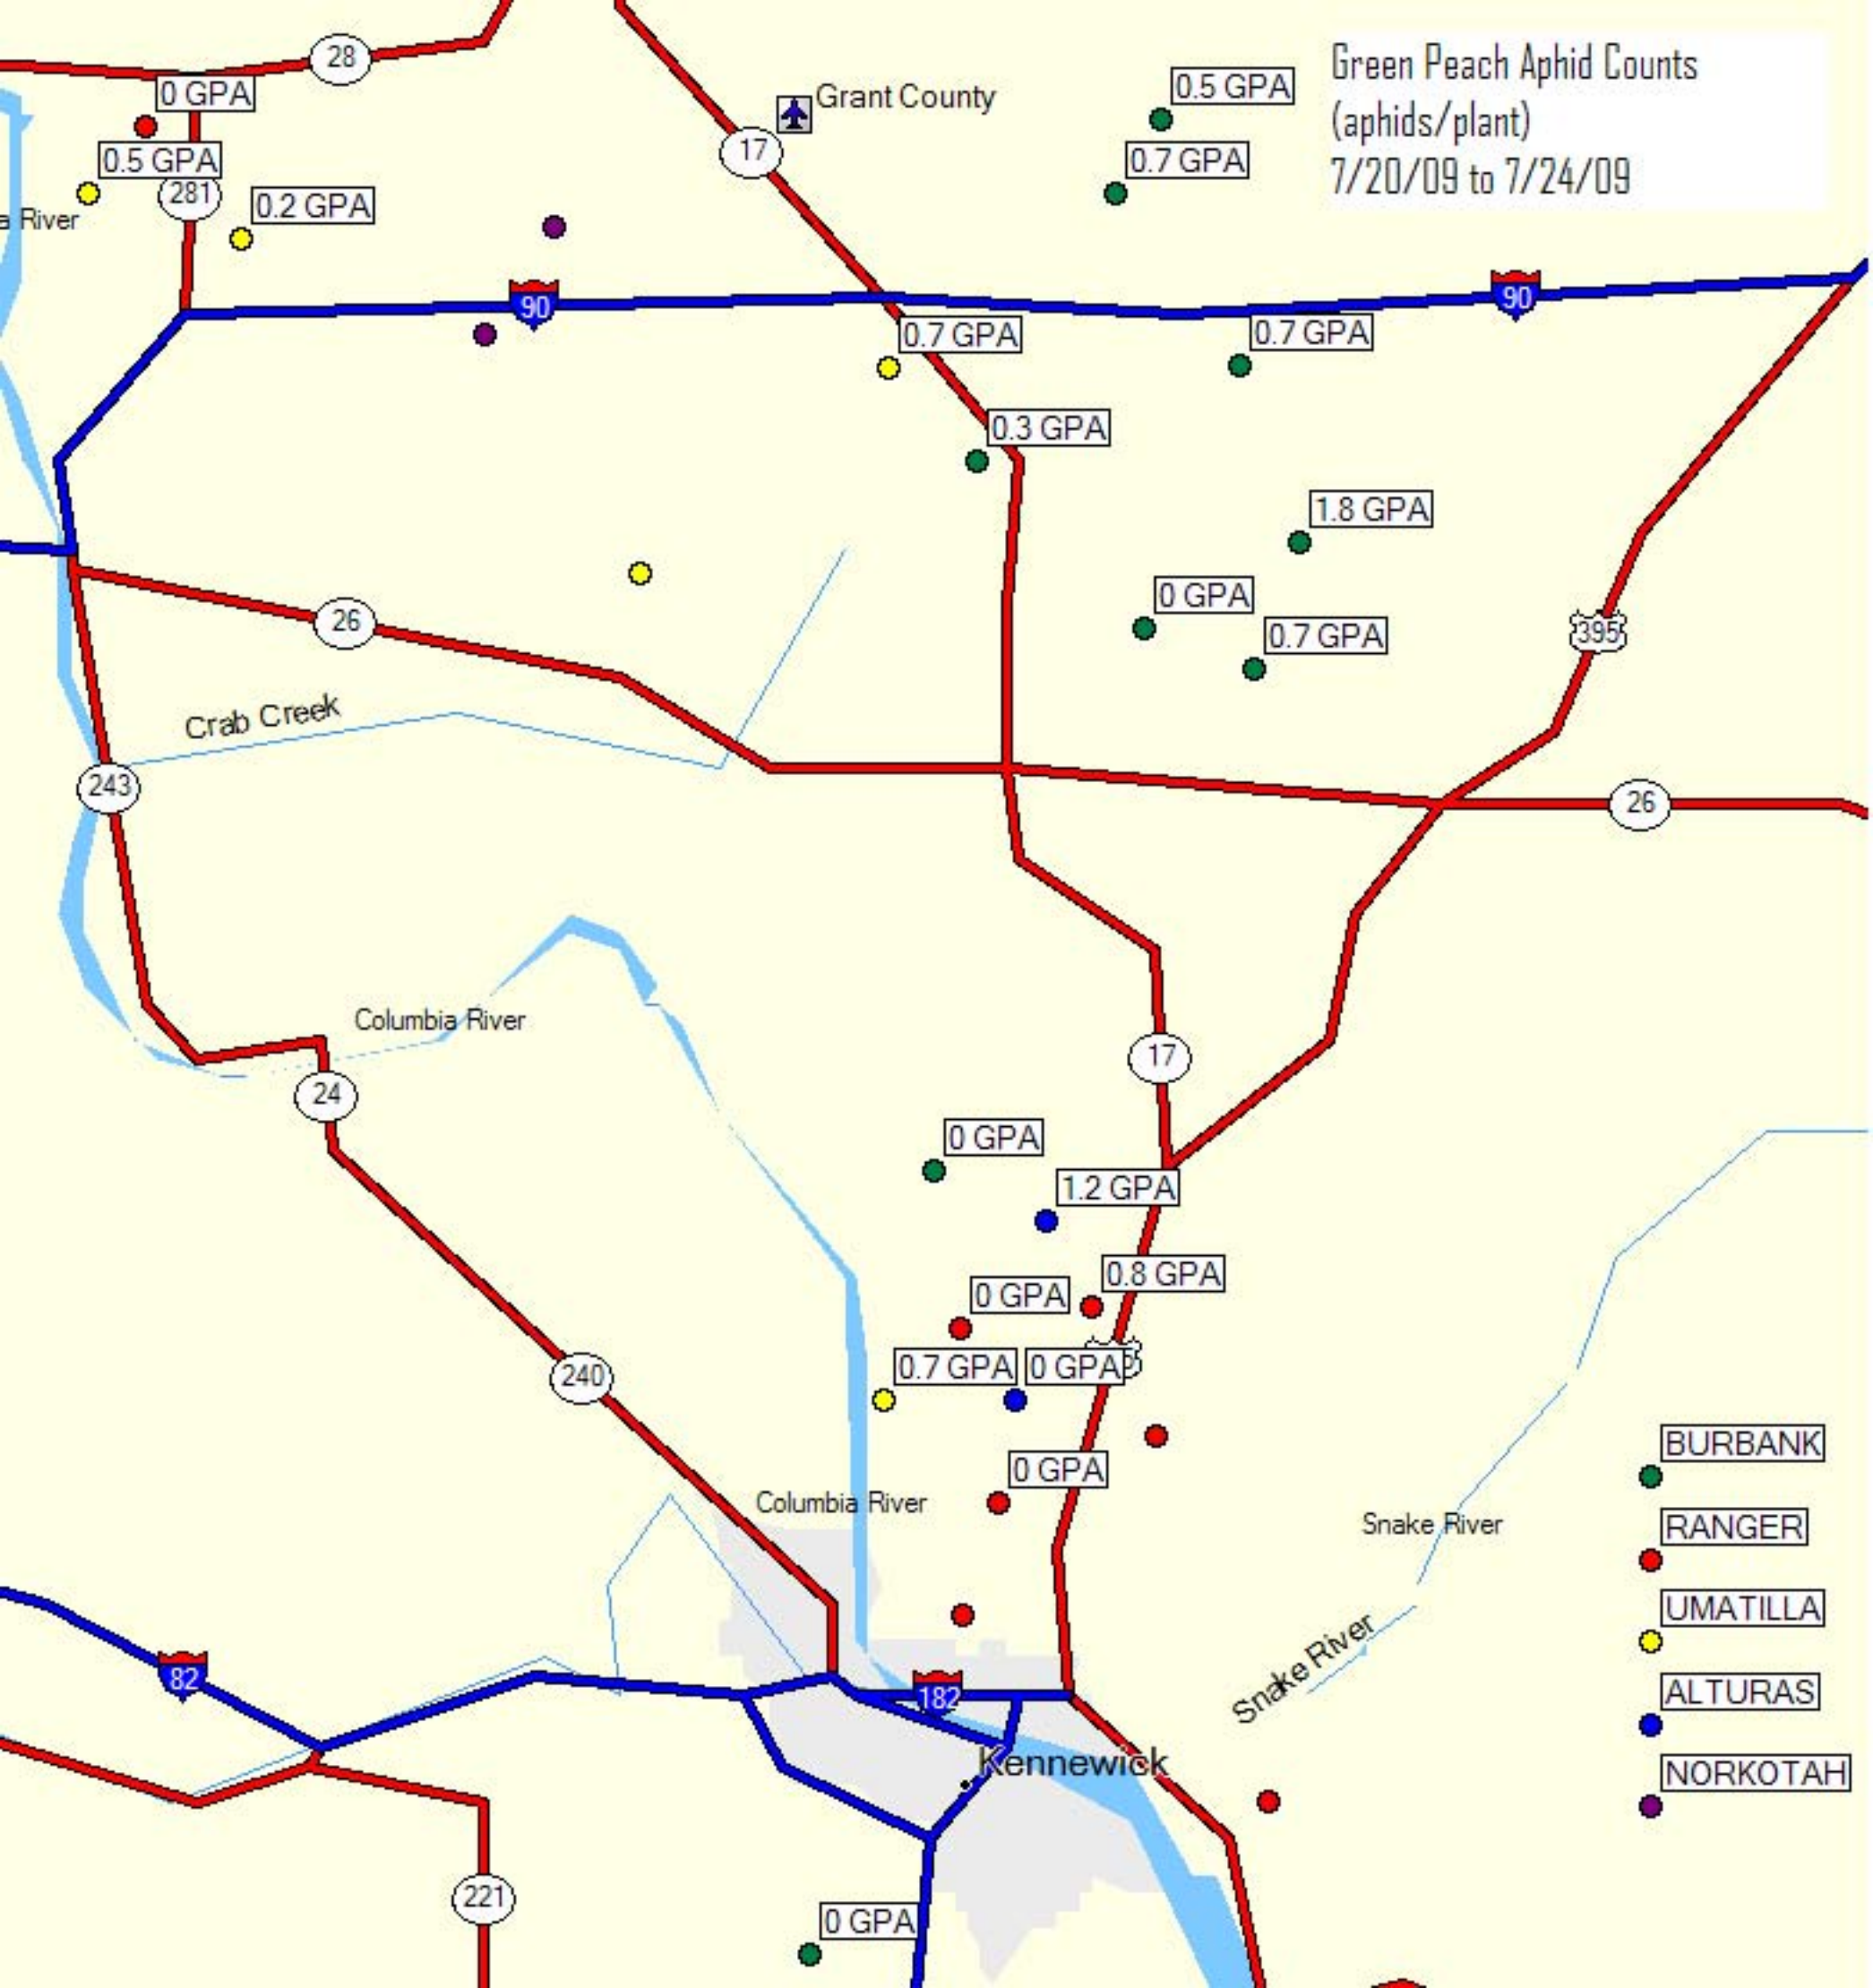 Green Peach Aphid Counts
(aphids/plant)
7/20/09 to 7/24/09
28
0 GPA
0.5 GPA
281
a River
0.2 GPA
17
Grant County
0.5 GPA
0.7 GPA
90
90
0.7 GPA
0.7 GPA
0.3 GPA
1.8 GPA
0 GPA
0.7 GPA
395
26
Crab Creek
243
26
Columbia River
24
17
0 GPA
1.2 GPA
0.8 GPA
0 GPA
0.7 GPA
0 GPA
240
0 GPA
Columbia River
Snake River
Snake River
BURBANK
RANGER
UMATILLA
ALTURAS
NORKOTAH
82
182
Kennewick
221
0 GPA